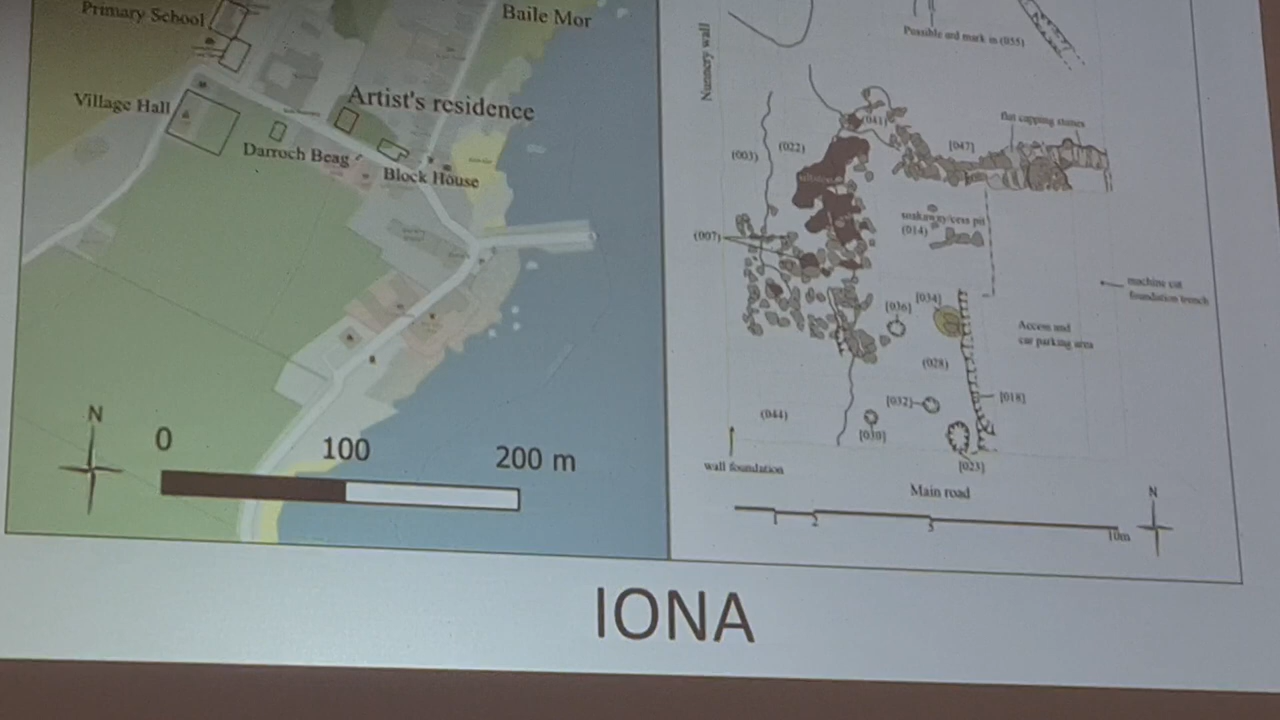 Primary School
Baile Mor
Village Hall
Artist's residence
Darroch Beag
Block House
N
0
100
200 m
Nunnery wall
Possible ard mark in (055)
(041)
flat capping stones
[047]
(003)
(022)
soakaway/cess pit
(014)
(007)
machine cut
foundation trench
[036]
[034]
Access and
car parking area
(028)
[032]
[018]
(044)
[030]
[023]
wall foundation
Main road
N
1
2
5
10m
IONA